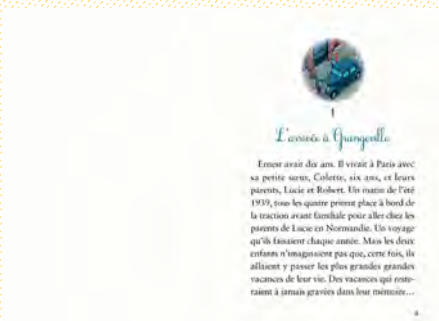 1
L'arrivée à Grangeville
Ernest avait dix ans. Il vivait à Paris avec
sa petite sœur, Colette, six ans, et leurs
parents, Lucie et Robert. Un matin de l'été
1939, tous les quatre prirent place à bord de
la traction avant familiale pour aller chez les
parents de Lucie en Normandie. Un voyage
qu'ils faisaient chaque année. Mais les deux
enfants n'imaginaient pas que, cette fois, ils
allaient y passer les plus grandes grandes
vacances de leur vie. Des vacances qui reste-
raient à jamais gravées dans leur mémoire…